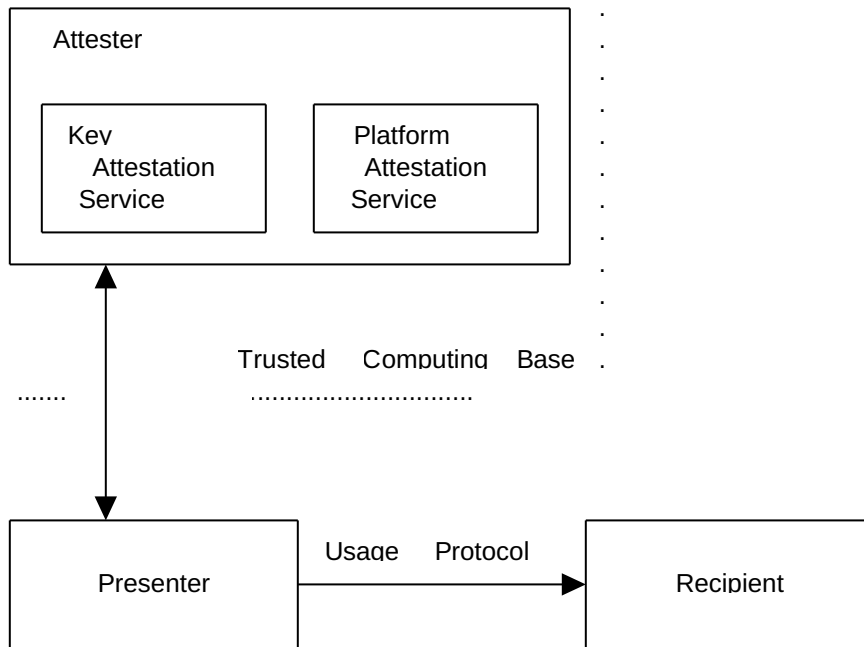 Attester
Key
Attestation
Service
Platform
Attestation
Service
Trusted Computing Base
Usage Protocol
Presenter
Recipient